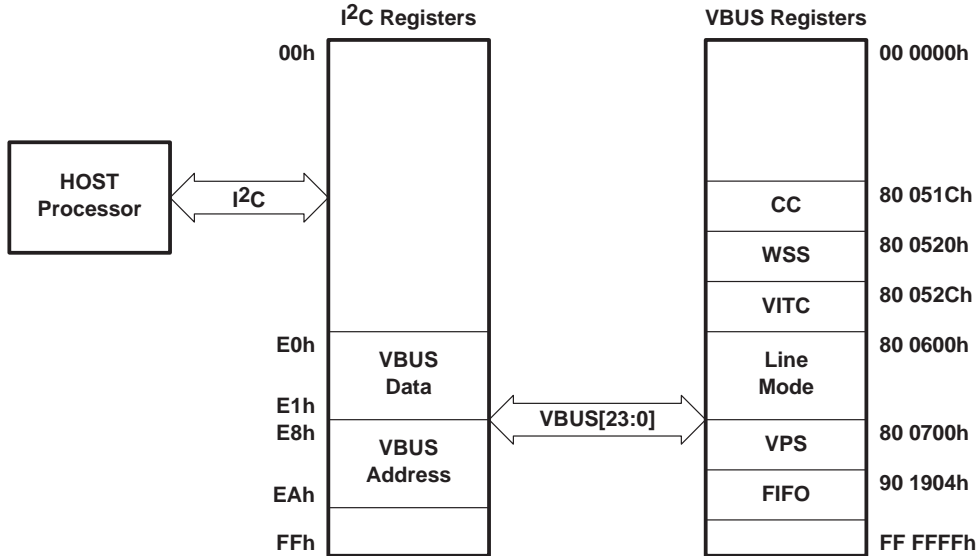 I²C Registers
VBUS Registers
00h
00 0000h
HOST
Processor
I²C
CC
80 051Ch
WSS
80 0520h
VITC
80 052Ch
E0h
VBUS
Data
E1h
Line
Mode
80 0600h
VBUS[23:0]
E8h
VBUS
Address
EAh
VPS
80 0700h
FIFO
90 1904h
FFh
FF FFFFh